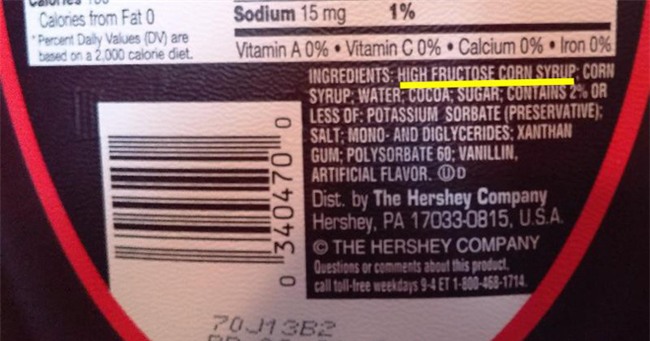 Calories from Fat 0
*Percent Daily Values (DV) are
based on a 2,000 calorie diet.
Sodium 15 mg 1%
Vitamin A 0% • Vitamin C 0% • Calcium 0% • Iron 0%
INGREDIENTS: HIGH FRUCTOSE CORN SYRUP; CORN
SYRUP; WATER; COCOA; SUGAR; CONTAINS 2% OR
LESS OF: POTASSIUM SORBATE (PRESERVATIVE);
SALT; MONO- AND DIGLYCERIDES; XANTHAN
GUM; POLYSORBATE 60; VANILLIN,
ARTIFICIAL FLAVOR. Ⓤ D
Dist. by The Hershey Company
Hershey, PA 17033-0815, U.S.A.
© THE HERSHEY COMPANY
Questions or comments about this product,
call toll-free weekdays 9-4 ET 1-800-468-1714.
0 340470 0
70J13B2